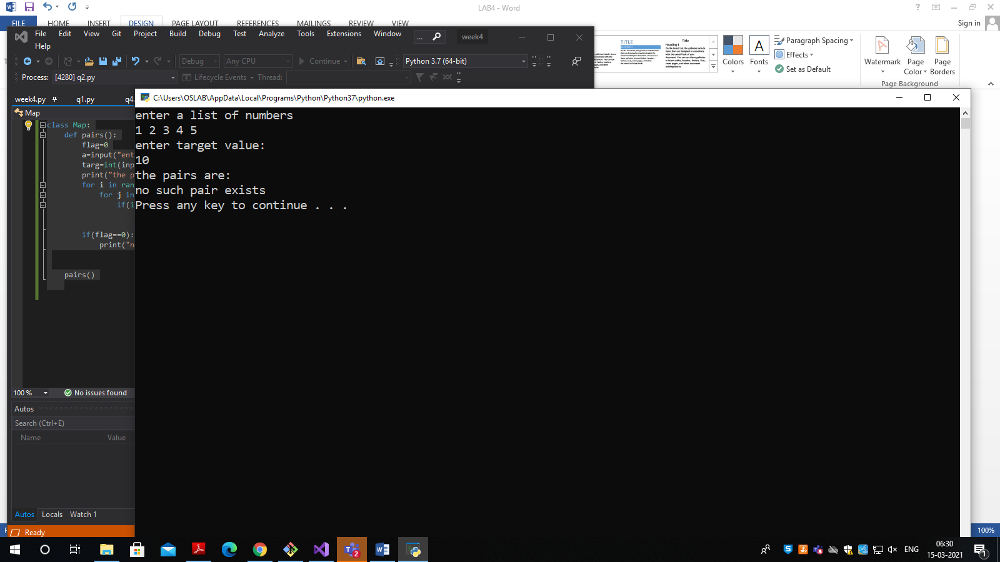 LAB4 - Word
FILE HOME INSERT DESIGN PAGE LAYOUT REFERENCES MAILINGS REVIEW VIEW
Sign in
File Edit View Git Project Build Debug Test Analyze Tools Extensions Window
Help
... week4
Debug Any CPU Continue Python 3.7 (64-bit)
Process: [4280] q2.py Lifecycle Events Thread:
TITLE
Title
Heading 1
Colors
Fonts
Paragraph Spacing
Effects
Set as Default
Watermark
Page Color
Page Borders
Page Background
week4.py q1.py q4.
Map
class Map:
def pairs():
flag=0
a=input("ent
targ=int(inp
print("the p
for i in ran
for j in
if(i
if(flag==0):
print("n
pairs()
100 % No issues found
Autos
Search (Ctrl+E)
Name Value
Autos Locals Watch 1
Ready
C:\Users\OSLAB\AppData\Local\Programs\Python\Python37\python.exe
enter a list of numbers
1 2 3 4 5
enter target value:
10
the pairs are:
no such pair exists
Press any key to continue . . .
100%
2
ENG
06:30
15-03-2021
1